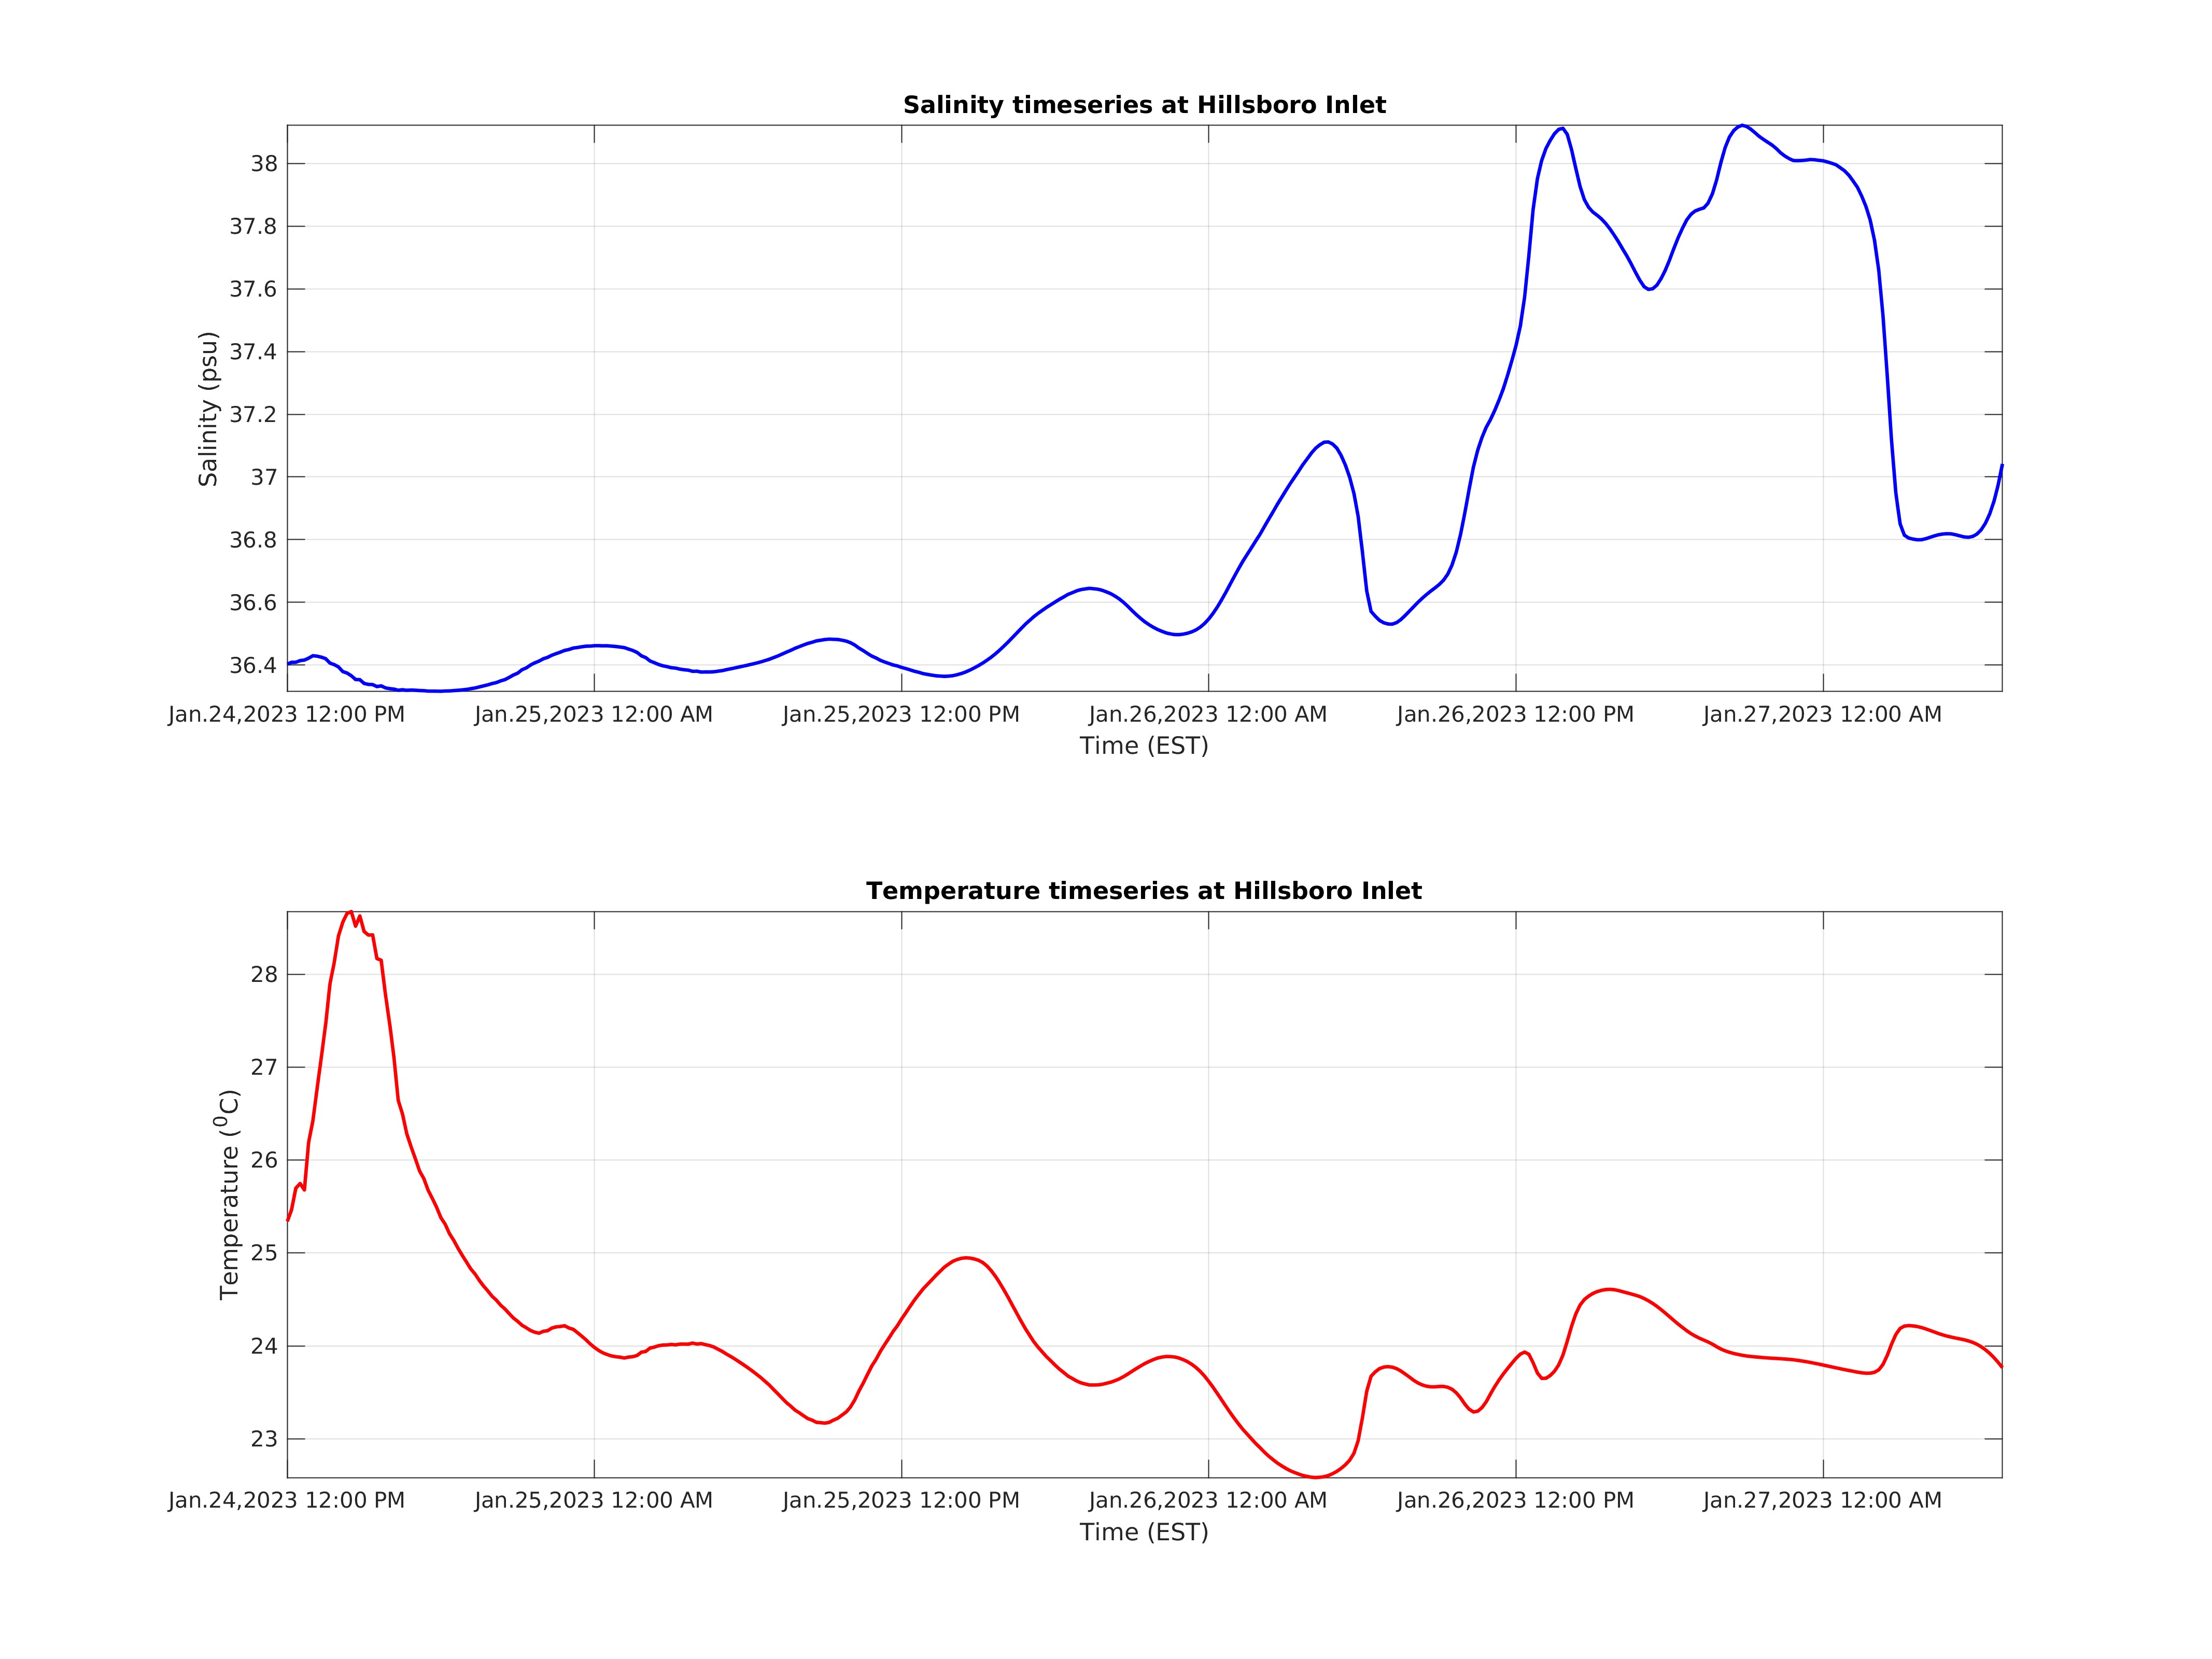 Salinity timeseries at Hillsboro Inlet
38
37.8
37.6
37.4
37.2
37
36.8
36.6
36.4
Salinity (psu)
Jan.24,2023 12:00 PM Jan.25,2023 12:00 AM Jan.25,2023 12:00 PM Jan.26,2023 12:00 AM Jan.26,2023 12:00 PM Jan.27,2023 12:00 AM
Time (EST)
Temperature timeseries at Hillsboro Inlet
28
27
26
25
24
23
Temperature (⁰C)
Jan.24,2023 12:00 PM Jan.25,2023 12:00 AM Jan.25,2023 12:00 PM Jan.26,2023 12:00 AM Jan.26,2023 12:00 PM Jan.27,2023 12:00 AM
Time (EST)